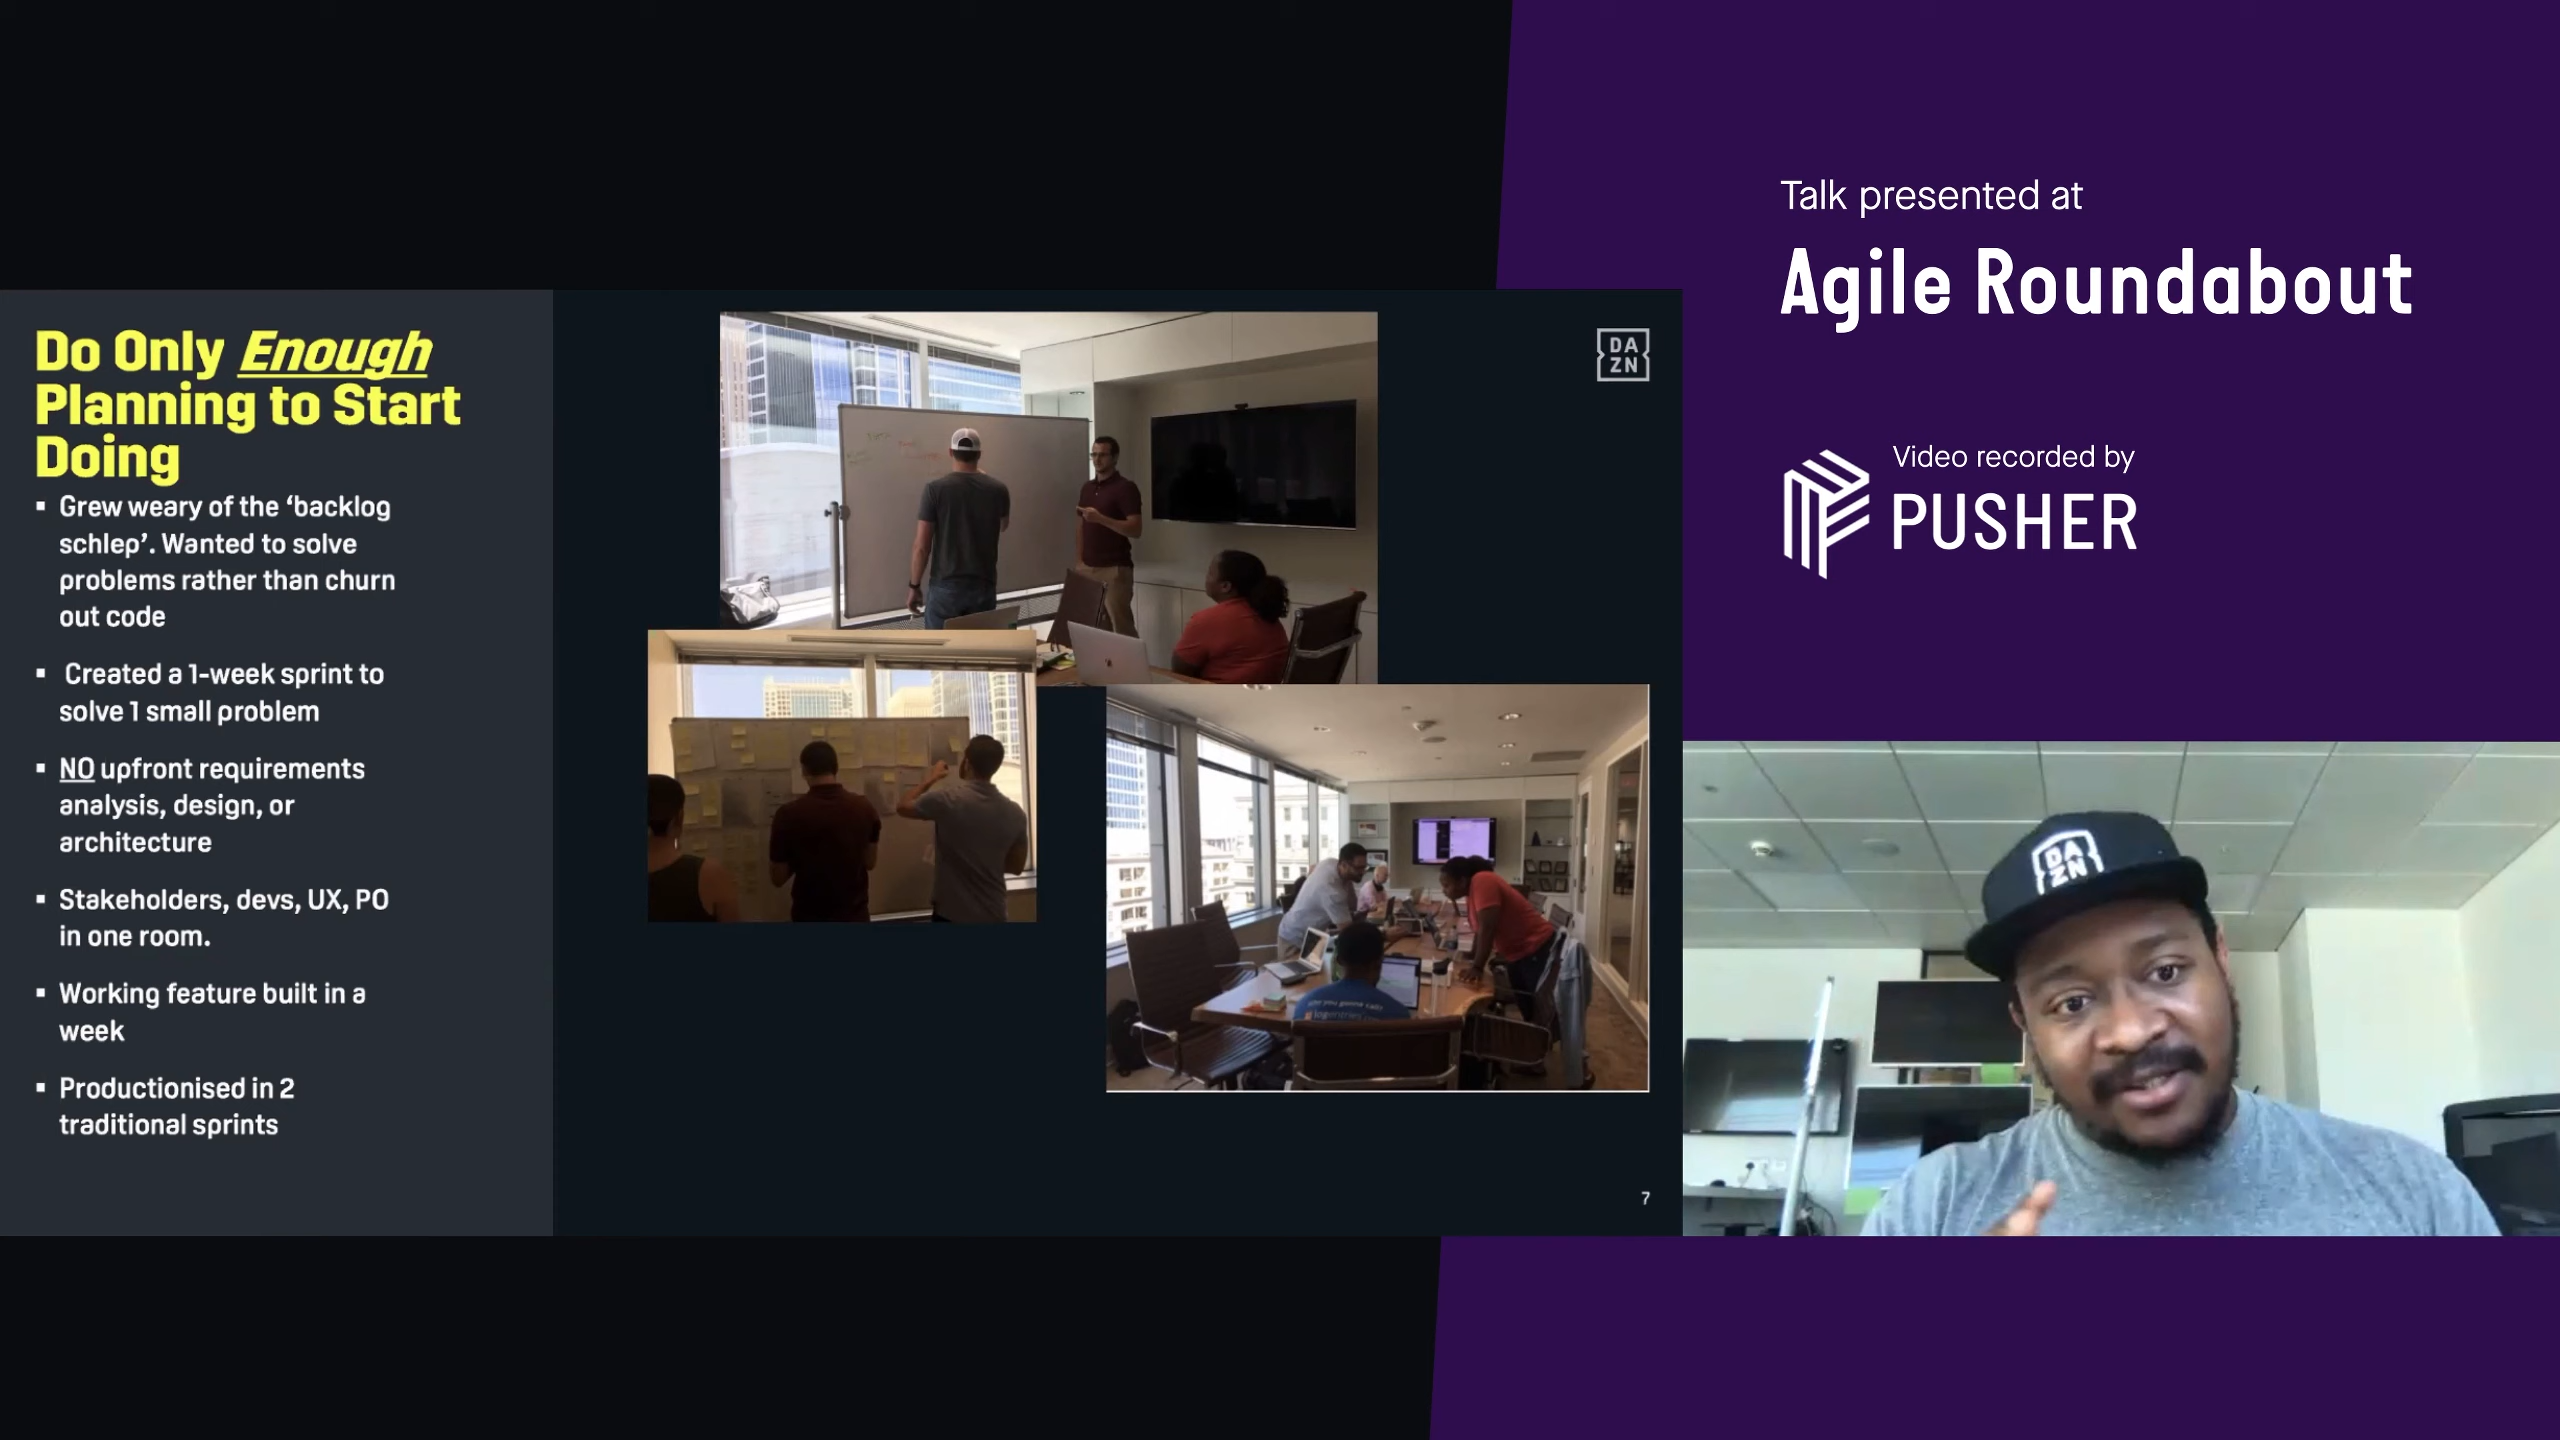 Do Only Enough
Planning to Start
Doing
▪ Grew weary of the ‘backlog
schlep’. Wanted to solve
problems rather than churn
out code
▪ Created a 1-week sprint to
solve 1 small problem
▪ NO upfront requirements
analysis, design, or
architecture
▪ Stakeholders, devs, UX, PO
in one room.
▪ Working feature built in a
week
▪ Productionised in 2
traditional sprints
DA
ZN
7
Talk presented at
Agile Roundabout
Video recorded by
PUSHER
DA
ZN